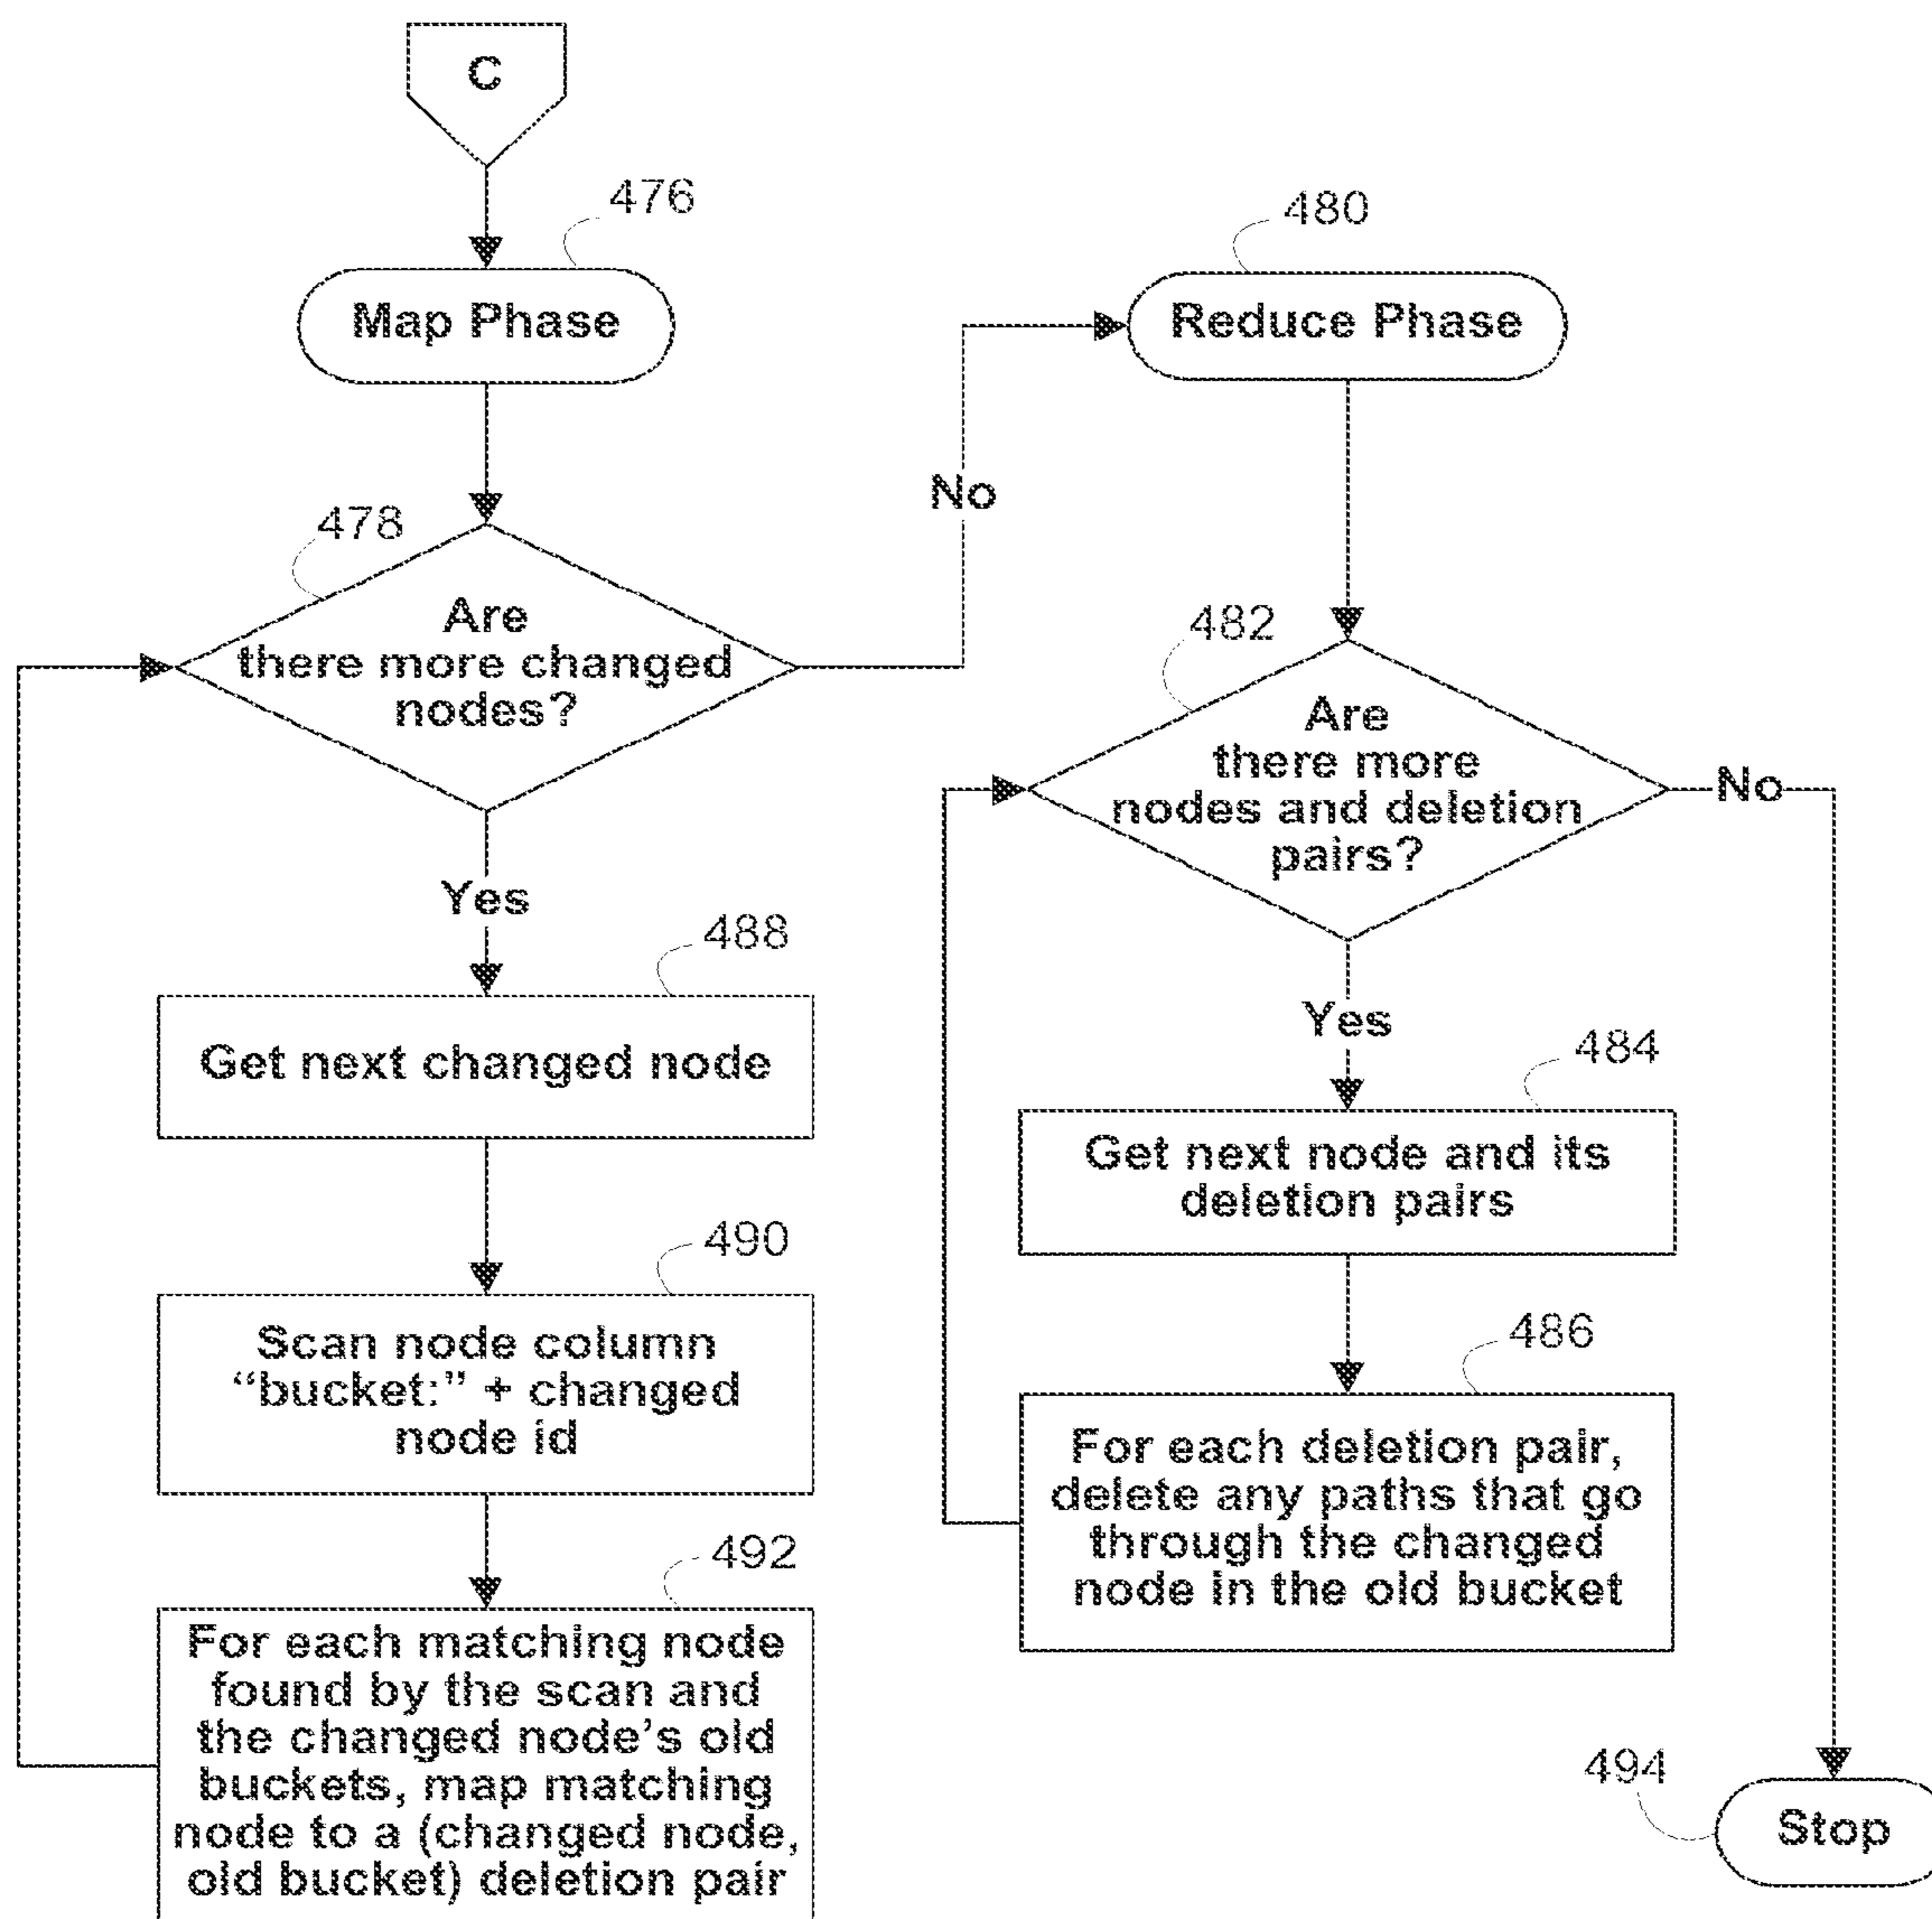 C
476
Map Phase
478
Are
there more changed
nodes?
No
Yes
488
Get next changed node
490
Scan node column
“bucket:” + changed
node id
492
For each matching node
found by the scan and
the changed node’s old
buckets, map matching
node to a (changed node,
old bucket) deletion pair
480
Reduce Phase
482
Are
there more
nodes and deletion
pairs?
No
Yes
484
Get next node and its
deletion pairs
486
For each deletion pair,
delete any paths that go
through the changed
node in the old bucket
494
Stop